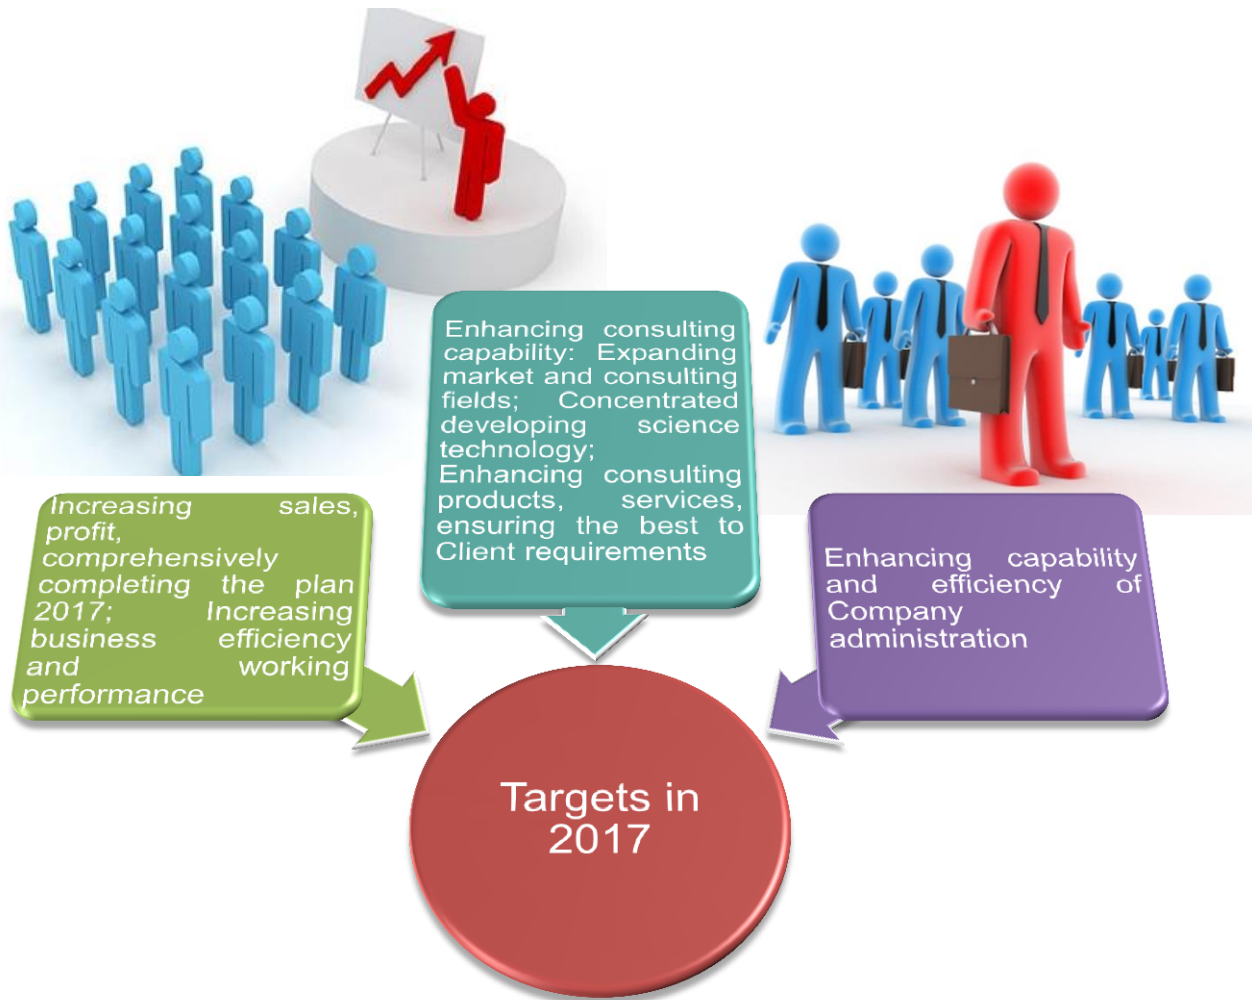 Enhancing consulting
capability: Expanding
market and consulting
fields; Concentrated
developing science
technology;
Enhancing consulting
products, services,
ensuring the best to
Client requirements
Increasing sales,
profit,
comprehensively
completing the plan
2017; Increasing
business efficiency
and working
performance
Enhancing capability
and efficiency of
Company
administration
Targets in
2017